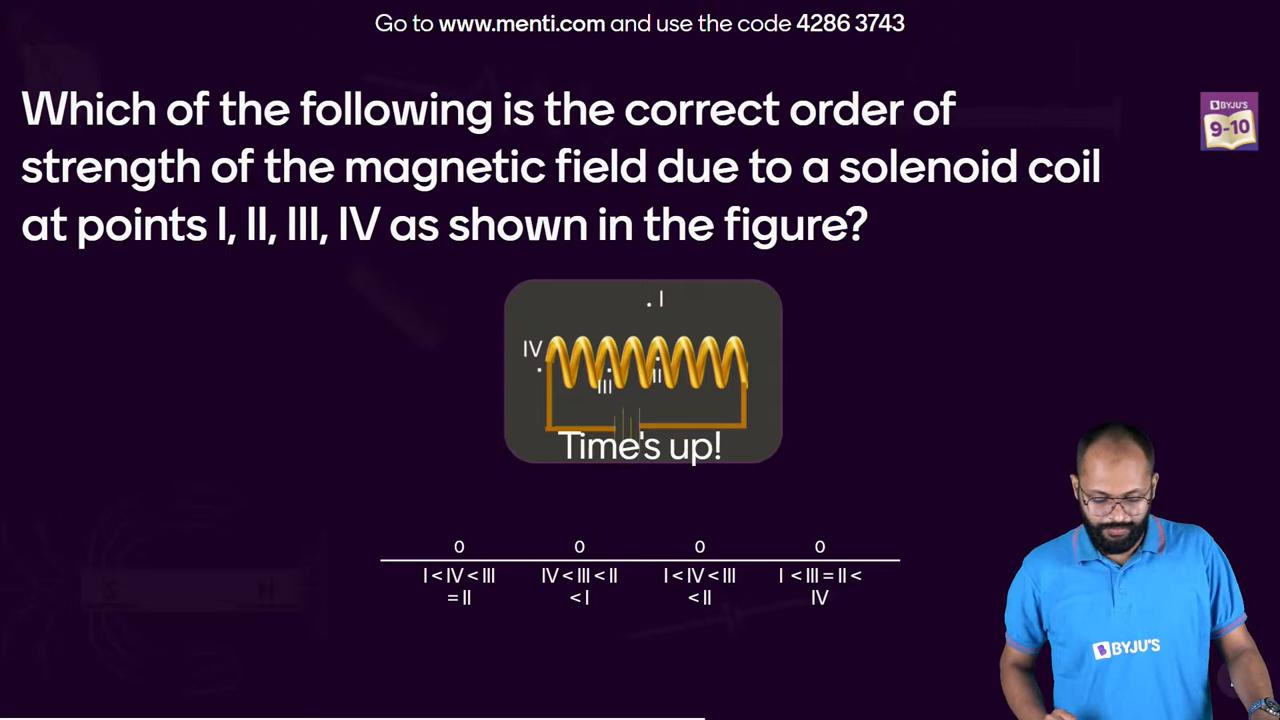 Go to www.menti.com and use the code 4286 3743
Which of the following is the correct order of
strength of the magnetic field due to a solenoid coil
at points I, II, III, IV as shown in the figure?
BYJU'S
9-10
. I
IV
III
II
Time's up!
0 0 0 0
I < IV < III IV < III < II I < IV < III I < III = II <
= II < I < II IV
BYJU'S
S N